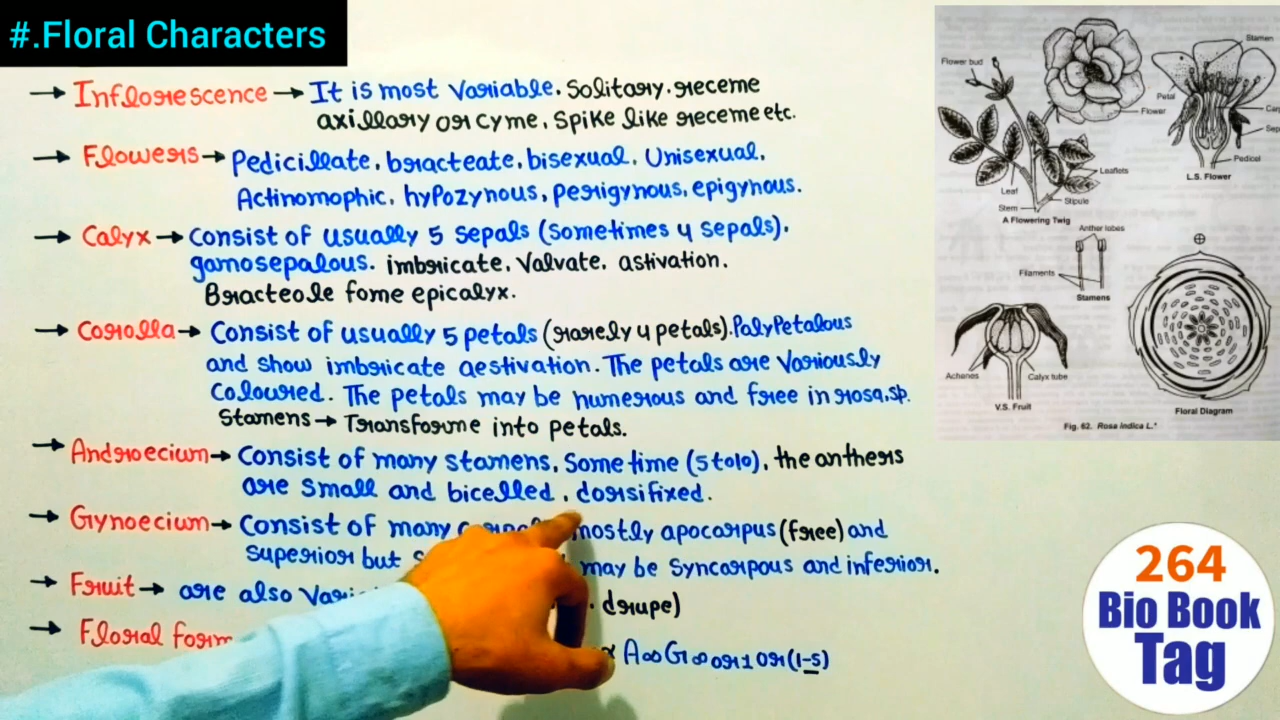 #.Floral Characters
→ Inflorescence → It is most variable. Solitary. receme
axillary or cyme, Spike like receme etc.
→ Flowers → Pedicillate, bracteate, bisexual, Unisexual,
Actinomophic, hypozynous, perigynous, epigynous.
→ Calyx → Consist of usually 5 sepals (sometimes 4 sepals).
gamosepalous. imbricate, Valvate, astivation.
Bracteole fome epicalyx.
→ Corolla → Consist of usually 5 petals (rarely 4 petals). PalyPetalous
and show imbricate aestivation. The petals are variously
coloured. The petals may be numerous and free in rosa, sp.
Stamens → Transforme into petals.
→ Androecium → Consist of many stamens, Some time (5 to 10), the anthers
are small and bicelled, dorsifixed.
→ Gynoecium → Consist of many mostly apocarpus (free) and
superior but may be syncarpous and inferior.
→ Fruit → are also drupe)
→ Floral A∞ G∞ or 1 or (1-5)
Flower bud
Stamen
Petal
Flower
Pedicel
L.S. Flower
Leaf
Leaflets
Stem
Stipule
A Flowering Twig
Anther lobes
Filaments
Stamens
Achenes
Calyx tube
V.S. Fruit
Floral Diagram
Fig. 62. Rosa indica L.*
264
Bio Book
Tag